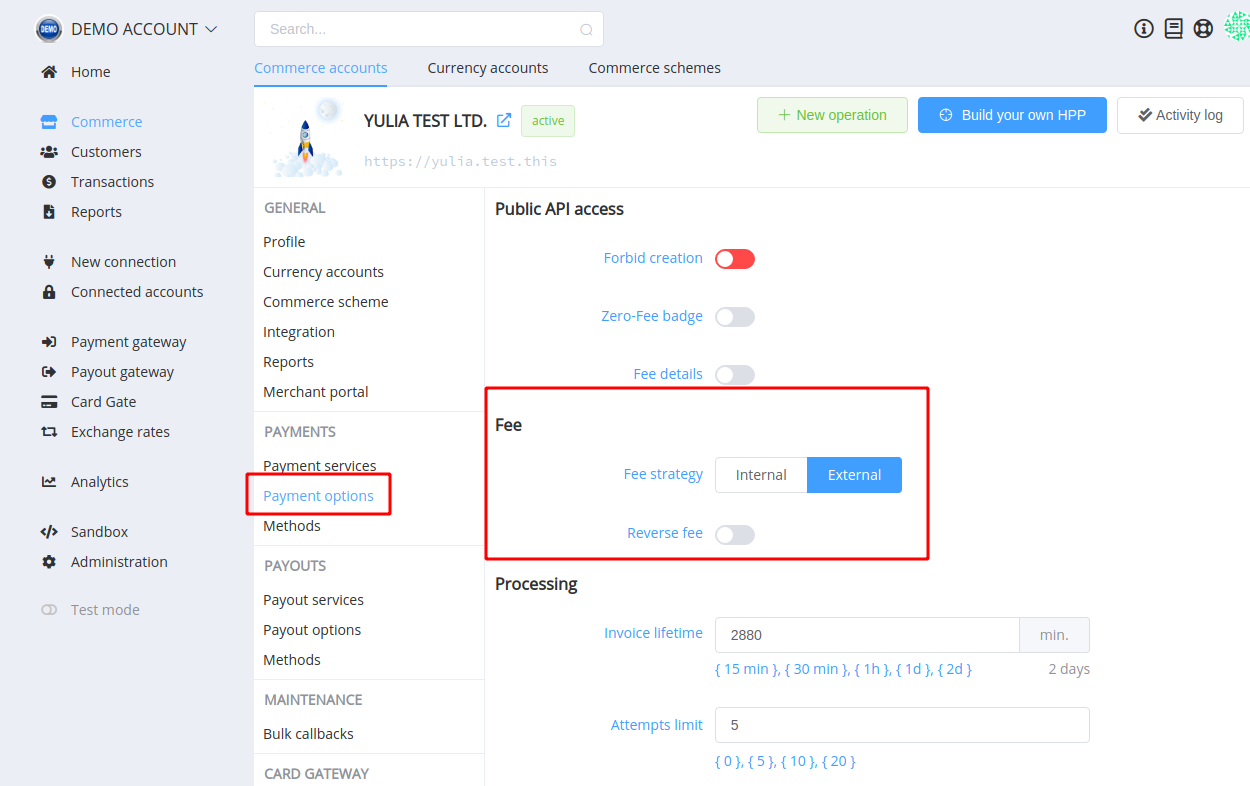 DEMO
DEMO ACCOUNT
Search...
Home
Commerce
Customers
Transactions
Reports
New connection
Connected accounts
Payment gateway
Payout gateway
Card Gate
Exchange rates
Analytics
Sandbox
Administration
Test mode
Commerce accounts
Currency accounts
Commerce schemes
YULIA TEST LTD.
active
https://yulia.test.this
New operation
Build your own HPP
Activity log
GENERAL
Profile
Currency accounts
Commerce scheme
Integration
Reports
Merchant portal
PAYMENTS
Payment services
Payment options
Methods
PAYOUTS
Payout services
Payout options
Methods
MAINTENANCE
Bulk callbacks
CARD GATEWAY
Public API access
Forbid creation
Zero-Fee badge
Fee details
Fee
Fee strategy
Internal
External
Reverse fee
Processing
Invoice lifetime
2880
min.
{ 15 min }, { 30 min }, { 1h }, { 1d }, { 2d }
2 days
Attempts limit
5
{ 0 }, { 5 }, { 10 }, { 20 }